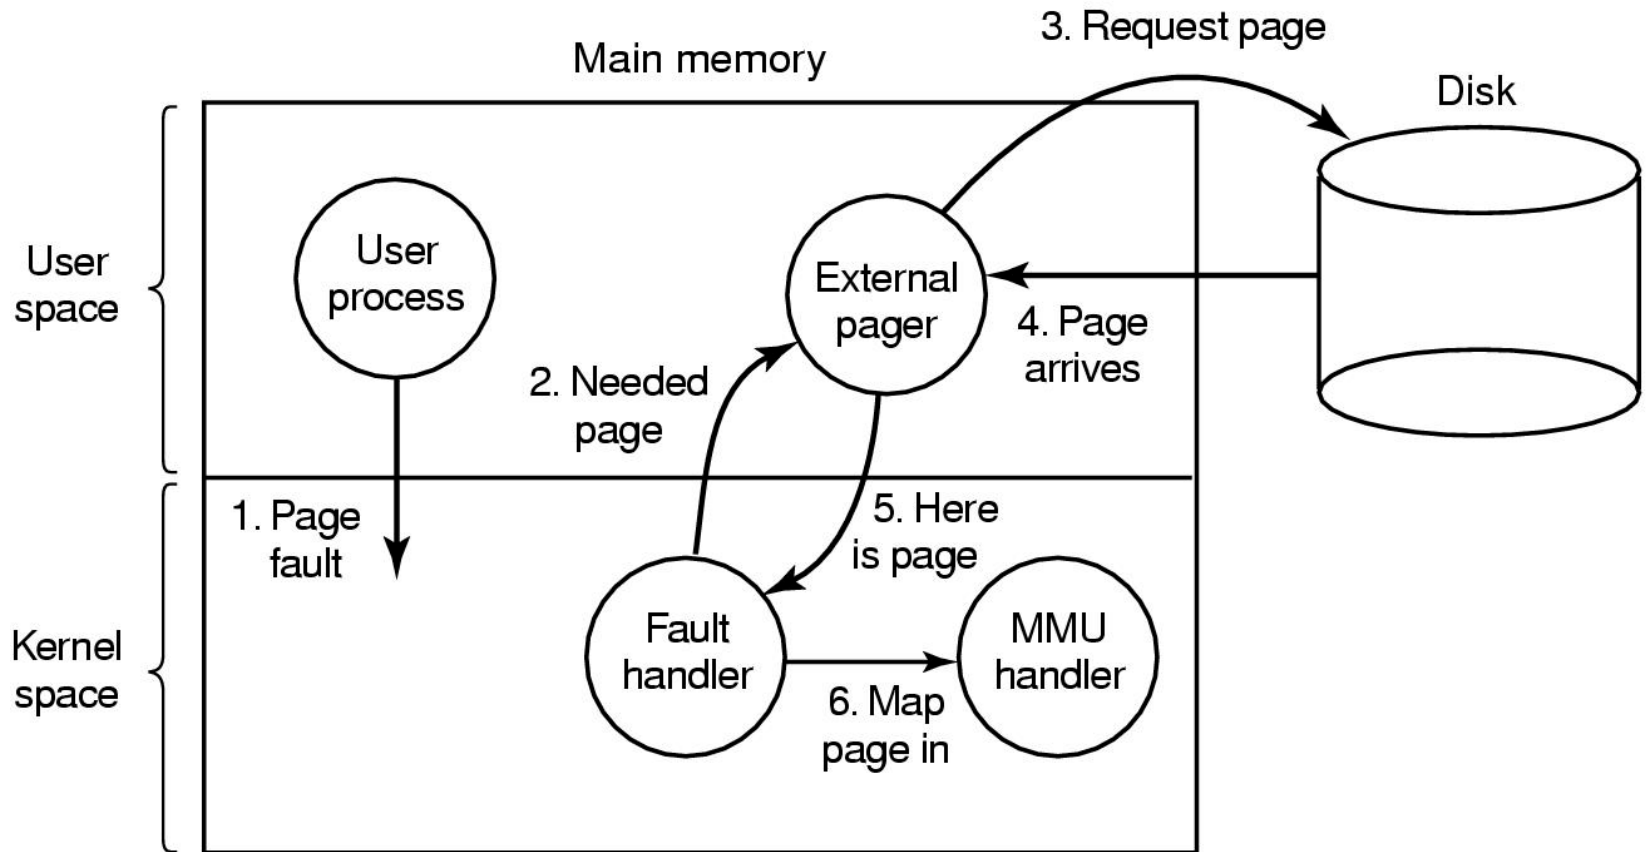 3. Request page
Main memory
Disk
User
space
User
process
External
pager
4. Page
arrives
2. Needed
page
1. Page
fault
5. Here
is page
Kernel
space
Fault
handler
MMU
handler
6. Map
page in